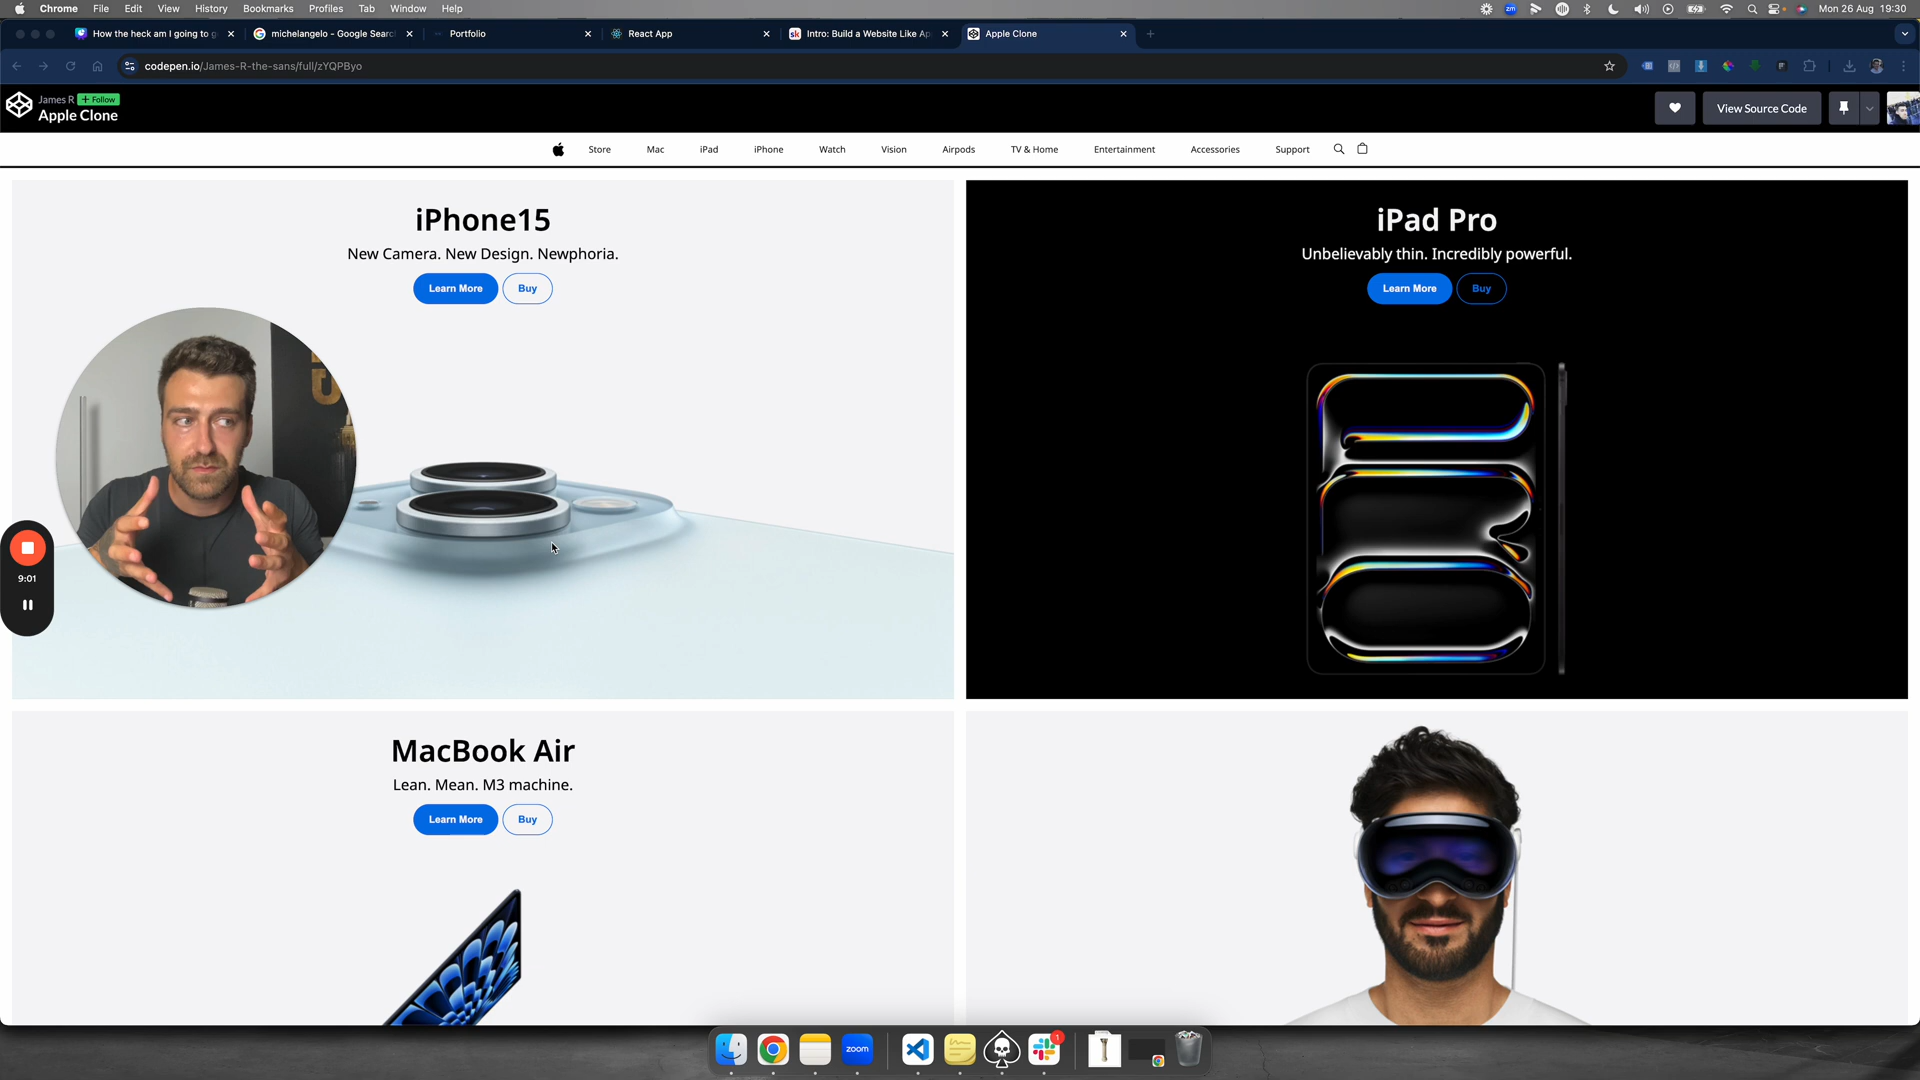 Chrome File Edit View History Bookmarks Profiles Tab Window Help
zm
Mon 26 Aug 19:30
How the heck am I going to g
michelangelo - Google Searc
Portfolio
React App
sk Intro: Build a Website Like Ap
Apple Clone
codepen.io/James-R-the-sans/full/zYQPByo
James R + Follow
Apple Clone
View Source Code
Store Mac iPad iPhone Watch Vision Airpods TV & Home Entertainment Accessories Support
iPhone15
New Camera. New Design. Newphoria.
Learn More Buy
iPad Pro
Unbelievably thin. Incredibly powerful.
Learn More Buy
9:01
MacBook Air
Lean. Mean. M3 machine.
Learn More Buy
zoom
1